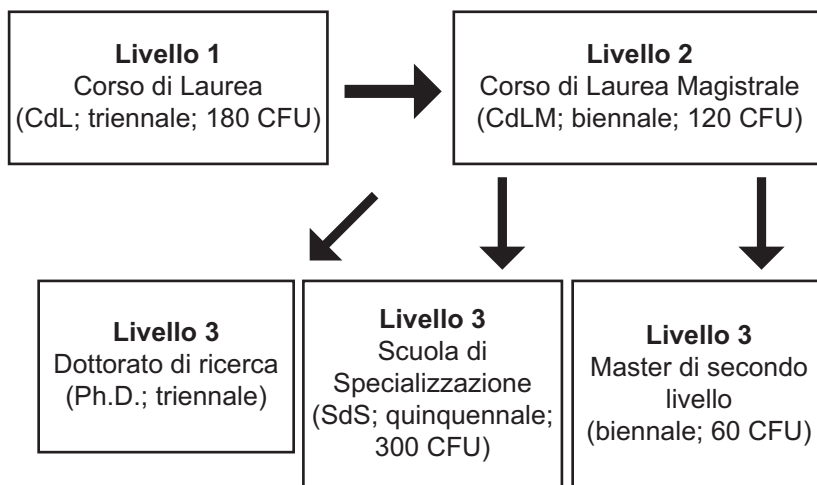 Livello 1
Corso di Laurea
(CdL; triennale; 180 CFU)
Livello 2
Corso di Laurea Magistrale
(CdLM; biennale; 120 CFU)
Livello 3
Dottorato di ricerca
(Ph.D.; triennale)
Livello 3
Scuola di
Specializzazione
(SdS; quinquennale;
300 CFU)
Livello 3
Master di secondo
livello
(biennale; 60 CFU)